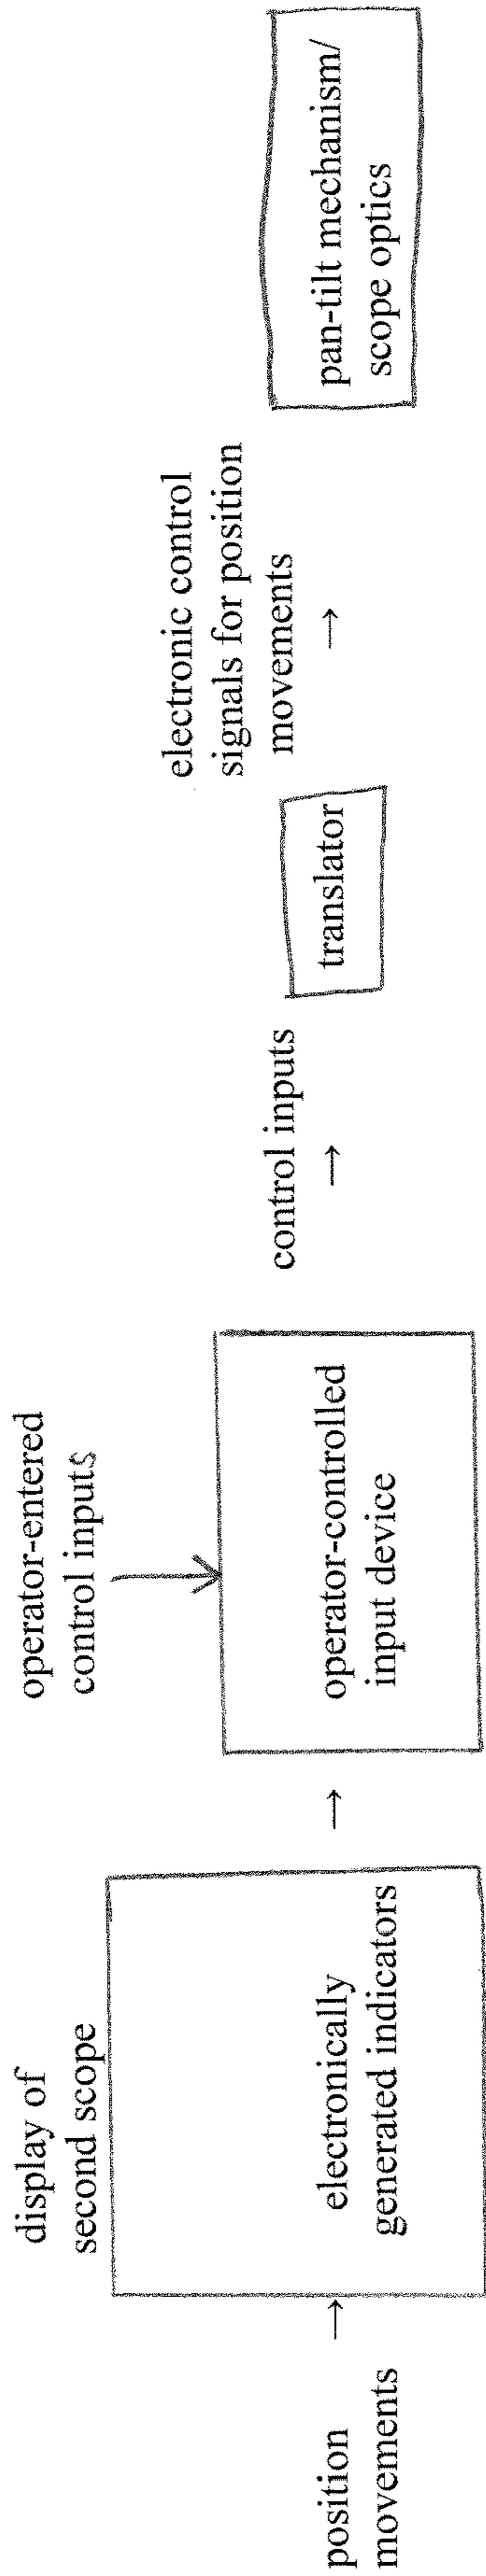 position
movements
→
display of
second scope
electronically
generated indicators
→
operator-entered
control inputs
operator-controlled
input device
control inputs
→
translator
electronic control
signals for position
movements
→
pan-tilt mechanism/
scope optics